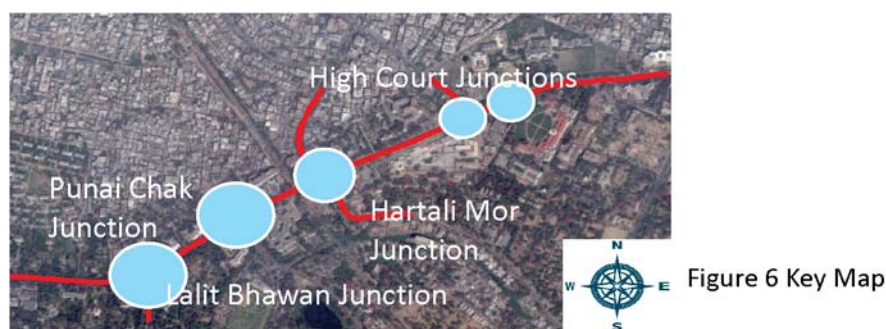 High Court Junctions
Punai Chak
Junction
Hartali Mor
Junction
Lalit Bhawan Junction
N
W E
S
Figure 6 Key Map